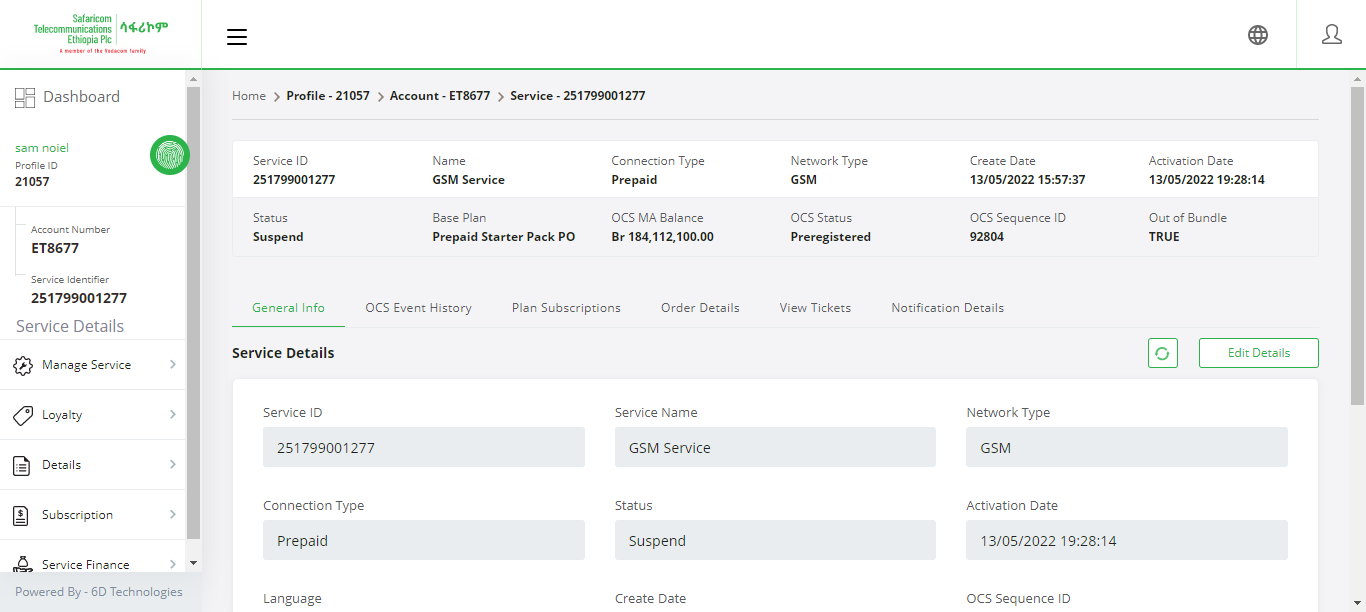 Safaricom
Telecommunications
Ethiopia Plc
ሳፋሪኮም
A member of the Vodacom family
Dashboard
sam noiel
Profile ID
21057
Account Number
ET8677
Service Identifier
251799001277
Service Details
Manage Service
Loyalty
Details
Subscription
Service Finance
Powered By - 6D Technologies
Home > Profile - 21057 > Account - ET8677 > Service - 251799001277
Service ID Name Connection Type Network Type Create Date Activation Date
251799001277 GSM Service Prepaid GSM 13/05/2022 15:57:37 13/05/2022 19:28:14
Status Base Plan OCS MA Balance OCS Status OCS Sequence ID Out of Bundle
Suspend Prepaid Starter Pack PO Br 184,112,100.00 Preregistered 92804 TRUE
General Info OCS Event History Plan Subscriptions Order Details View Tickets Notification Details
Service Details Edit Details
Service ID Service Name Network Type
251799001277 GSM Service GSM
Connection Type Status Activation Date
Prepaid Suspend 13/05/2022 19:28:14
Language Create Date OCS Sequence ID